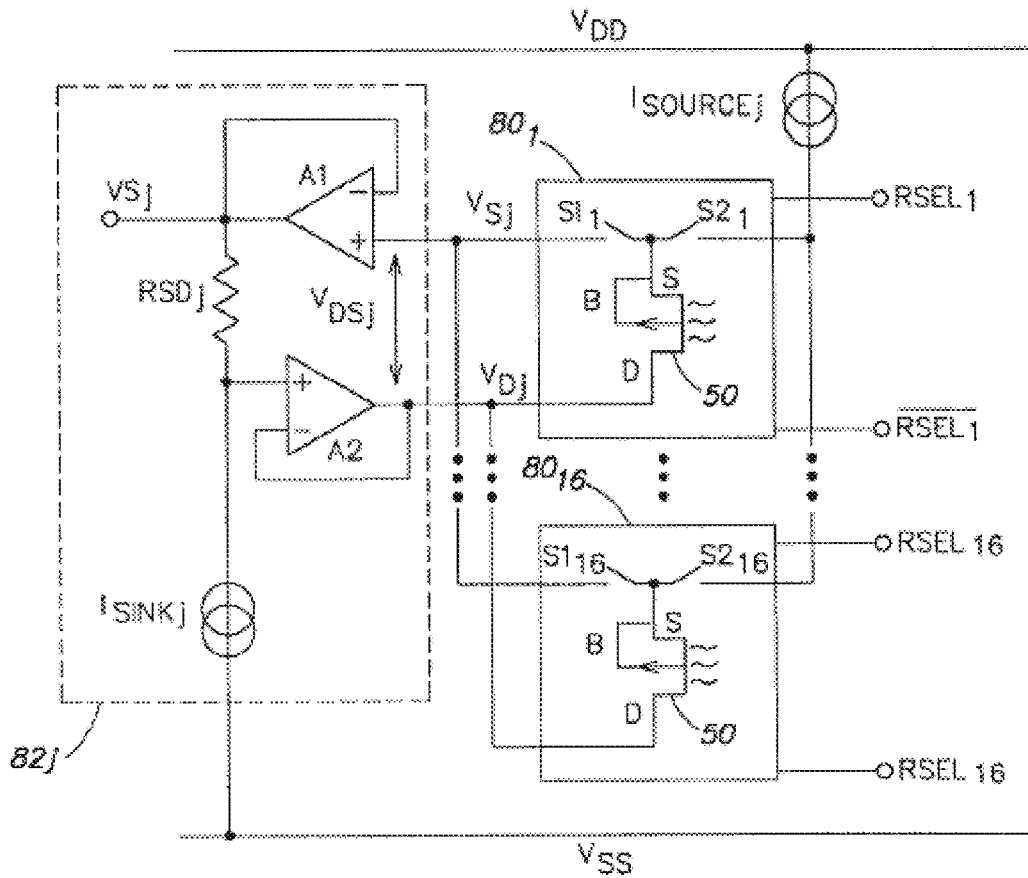 VDD
ISOURCEj
801
A1
VSj
VSj
S11
S21
RSEL1
RSDj
VDSj
S
B
VDj
D
50
RSEL1
A2
8016
S116
S216
RSEL 16
ISINKj
S
B
D
50
82j
RSEL 16
VSS